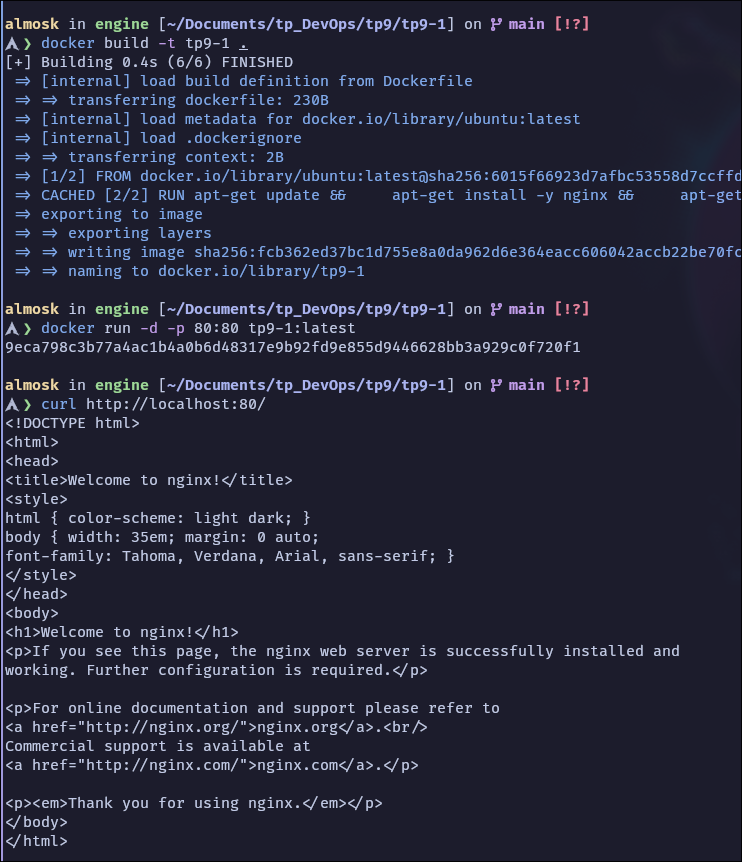 almosk in engine [~/Documents/tp_DevOps/tp9/tp9-1] on main [!?]
❯ docker build -t tp9-1 .
[+] Building 0.4s (6/6) FINISHED
=> [internal] load build definition from Dockerfile
=> => transferring dockerfile: 230B
=> [internal] load metadata for docker.io/library/ubuntu:latest
=> [internal] load .dockerignore
=> => transferring context: 2B
=> [1/2] FROM docker.io/library/ubuntu:latest@sha256:6015f66923d7afbc53558d7ccffd
=> CACHED [2/2] RUN apt-get update &&     apt-get install -y nginx &&     apt-get
=> exporting to image
=> => exporting layers
=> => writing image sha256:fcb362ed37bc1d755e8a0da962d6e364eacc606042accb22be70fc
=> => naming to docker.io/library/tp9-1
almosk in engine [~/Documents/tp_DevOps/tp9/tp9-1] on main [!?]
❯ docker run -d -p 80:80 tp9-1:latest
9eca798c3b77a4ac1b4a0b6d48317e9b92fd9e855d9446628bb3a929c0f720f1
almosk in engine [~/Documents/tp_DevOps/tp9/tp9-1] on main [!?]
❯ curl http://localhost:80/
<!DOCTYPE html>
<html>
<head>
<title>Welcome to nginx!</title>
<style>
html { color-scheme: light dark; }
body { width: 35em; margin: 0 auto;
font-family: Tahoma, Verdana, Arial, sans-serif; }
</style>
</head>
<body>
<h1>Welcome to nginx!</h1>
<p>If you see this page, the nginx web server is successfully installed and
working. Further configuration is required.</p>
<p>For online documentation and support please refer to
<a href="http://nginx.org/">nginx.org</a>.<br/>
Commercial support is available at
<a href="http://nginx.com/">nginx.com</a>.</p>
<p><em>Thank you for using nginx.</em></p>
</body>
</html>